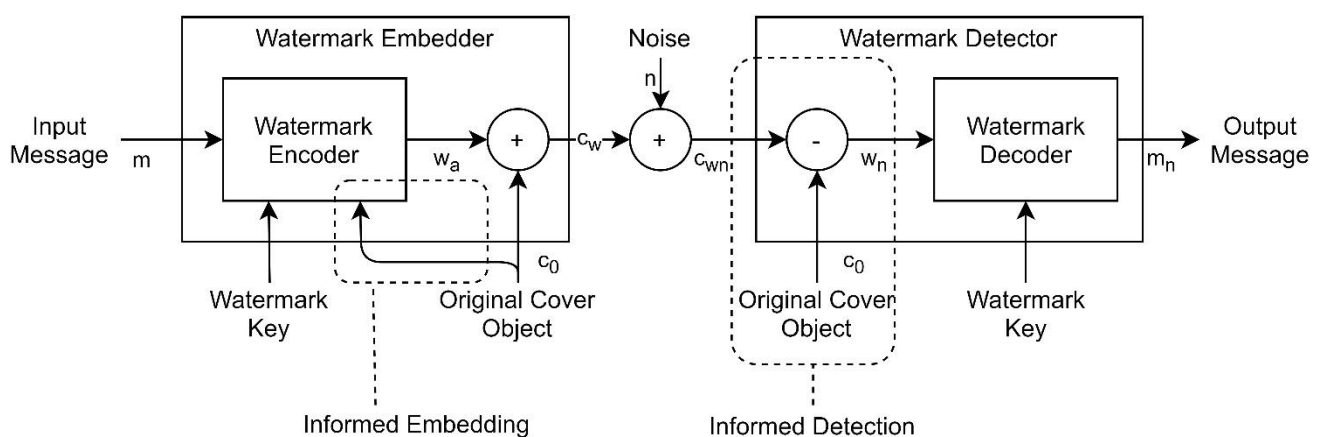 Watermark Embedder
Noise
Watermark Detector
n
Input
Message
m
Watermark
Encoder
w_a
+
c_w
+
c_wn
-
w_n
Watermark
Decoder
m_n
Output
Message
c_0
c_0
Watermark
Key
Original Cover
Object
Original Cover
Object
Watermark
Key
Informed Embedding
Informed Detection